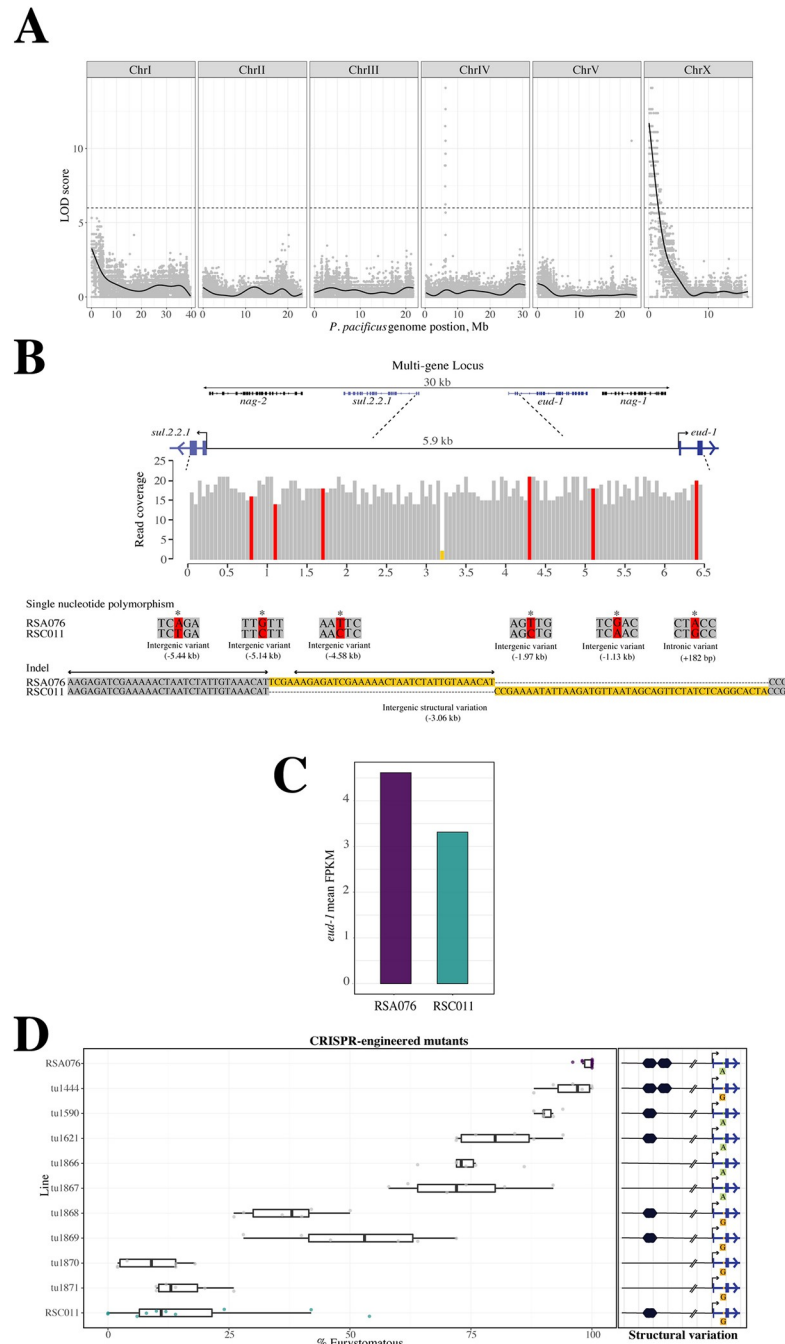 A
ChrI ChrII ChrIII ChrIV ChrV ChrX
LOD score
10
5
0
0 10 20 30 40 0 10 20 0 10 20 0 10 20 30 0 10 20 0 10
P. pacificus genome postion, Mb
B
Multi-gene Locus
30 kb
nag-2 sul.2.2.1 eud-1 nag-1
sul.2.2.1 5.9 kb eud-1
Read coverage
25
20
15
10
5
0
0 0.5 1 1.5 2 2.5 3 3.5 4 4.5 5 5.5 6 6.5
Single nucleotide polymorphism
* * * * * *
RSA076 TCAGA TTGTT AATTC AGTTG TCGAC CTACC
RSC011 TCTGA TTCTT AACTC AGCTG TCAAC CTGCC
Intergenic variant Intergenic variant Intergenic variant Intergenic variant Intergenic variant Intronic variant
(-5.44 kb) (-5.14 kb) (-4.58 kb) (-1.97 kb) (-1.13 kb) (+182 bp)
Indel
RSA076 AAGAGATCGAAAAACTAATCTATTGTAAACATTCGAAAGAGATCGAAAAACTAATCTATTGTAAACAT CCG
RSC011 AAGAGATCGAAAAACTAATCTATTGTAAACAT CCGAAAATATTAAGATGTTAATAGCAGTTCTATCTCAGGCACTACCG
Intergenic structural variation
(-3.06 kb)
C
eud-1 mean FPKM
4
3
2
1
0
RSA076 RSC011
D
CRISPR-engineered mutants
Line
RSA076 A
tu1444 G
tu1590 A
tu1621 A
tu1866 A
tu1867 A
tu1868 G
tu1869 G
tu1870 G
tu1871 G
RSC011 G
0 25 50 75 100
% Eurystomatous
Structural variation